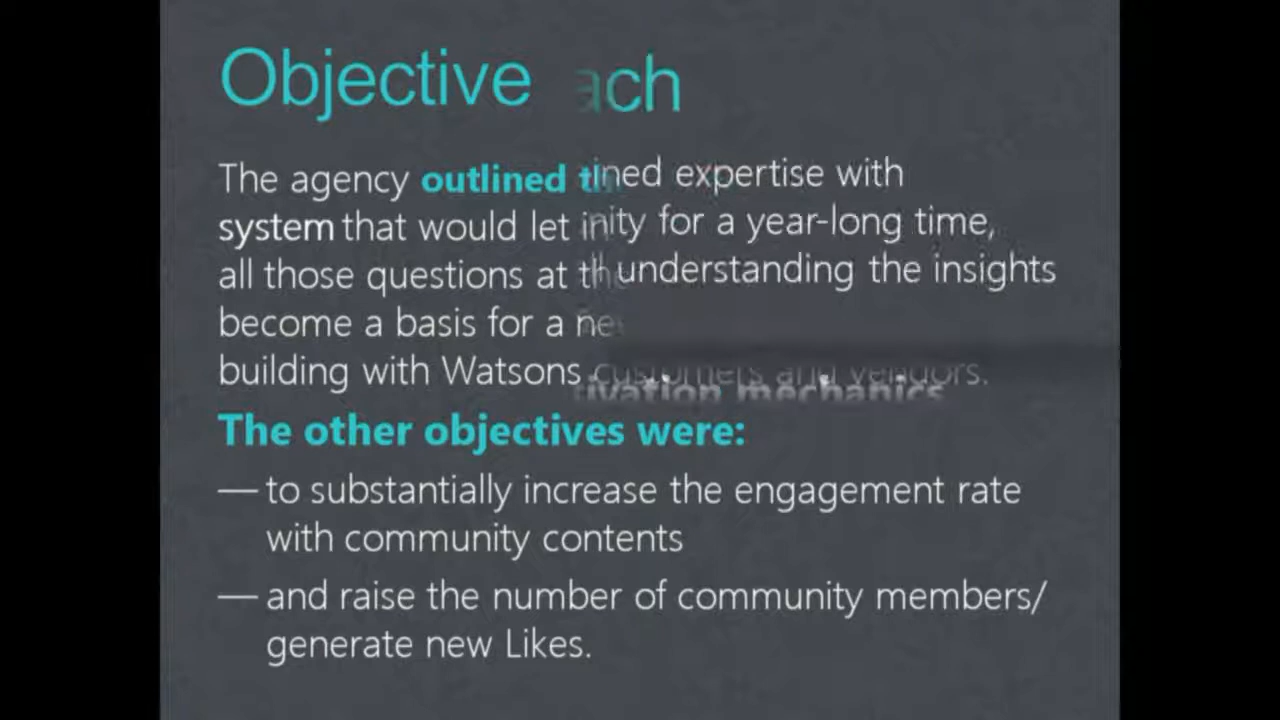 Objective ach
The agency outlined ined expertise with
system that would let inity for a year-long time,
all those questions at understanding the insights
become a basis for a ne
building with Watsons customers and vendors.
ivation mechanics
The other objectives were:
— to substantially increase the engagement rate
with community contents
— and raise the number of community members/
generate new Likes.